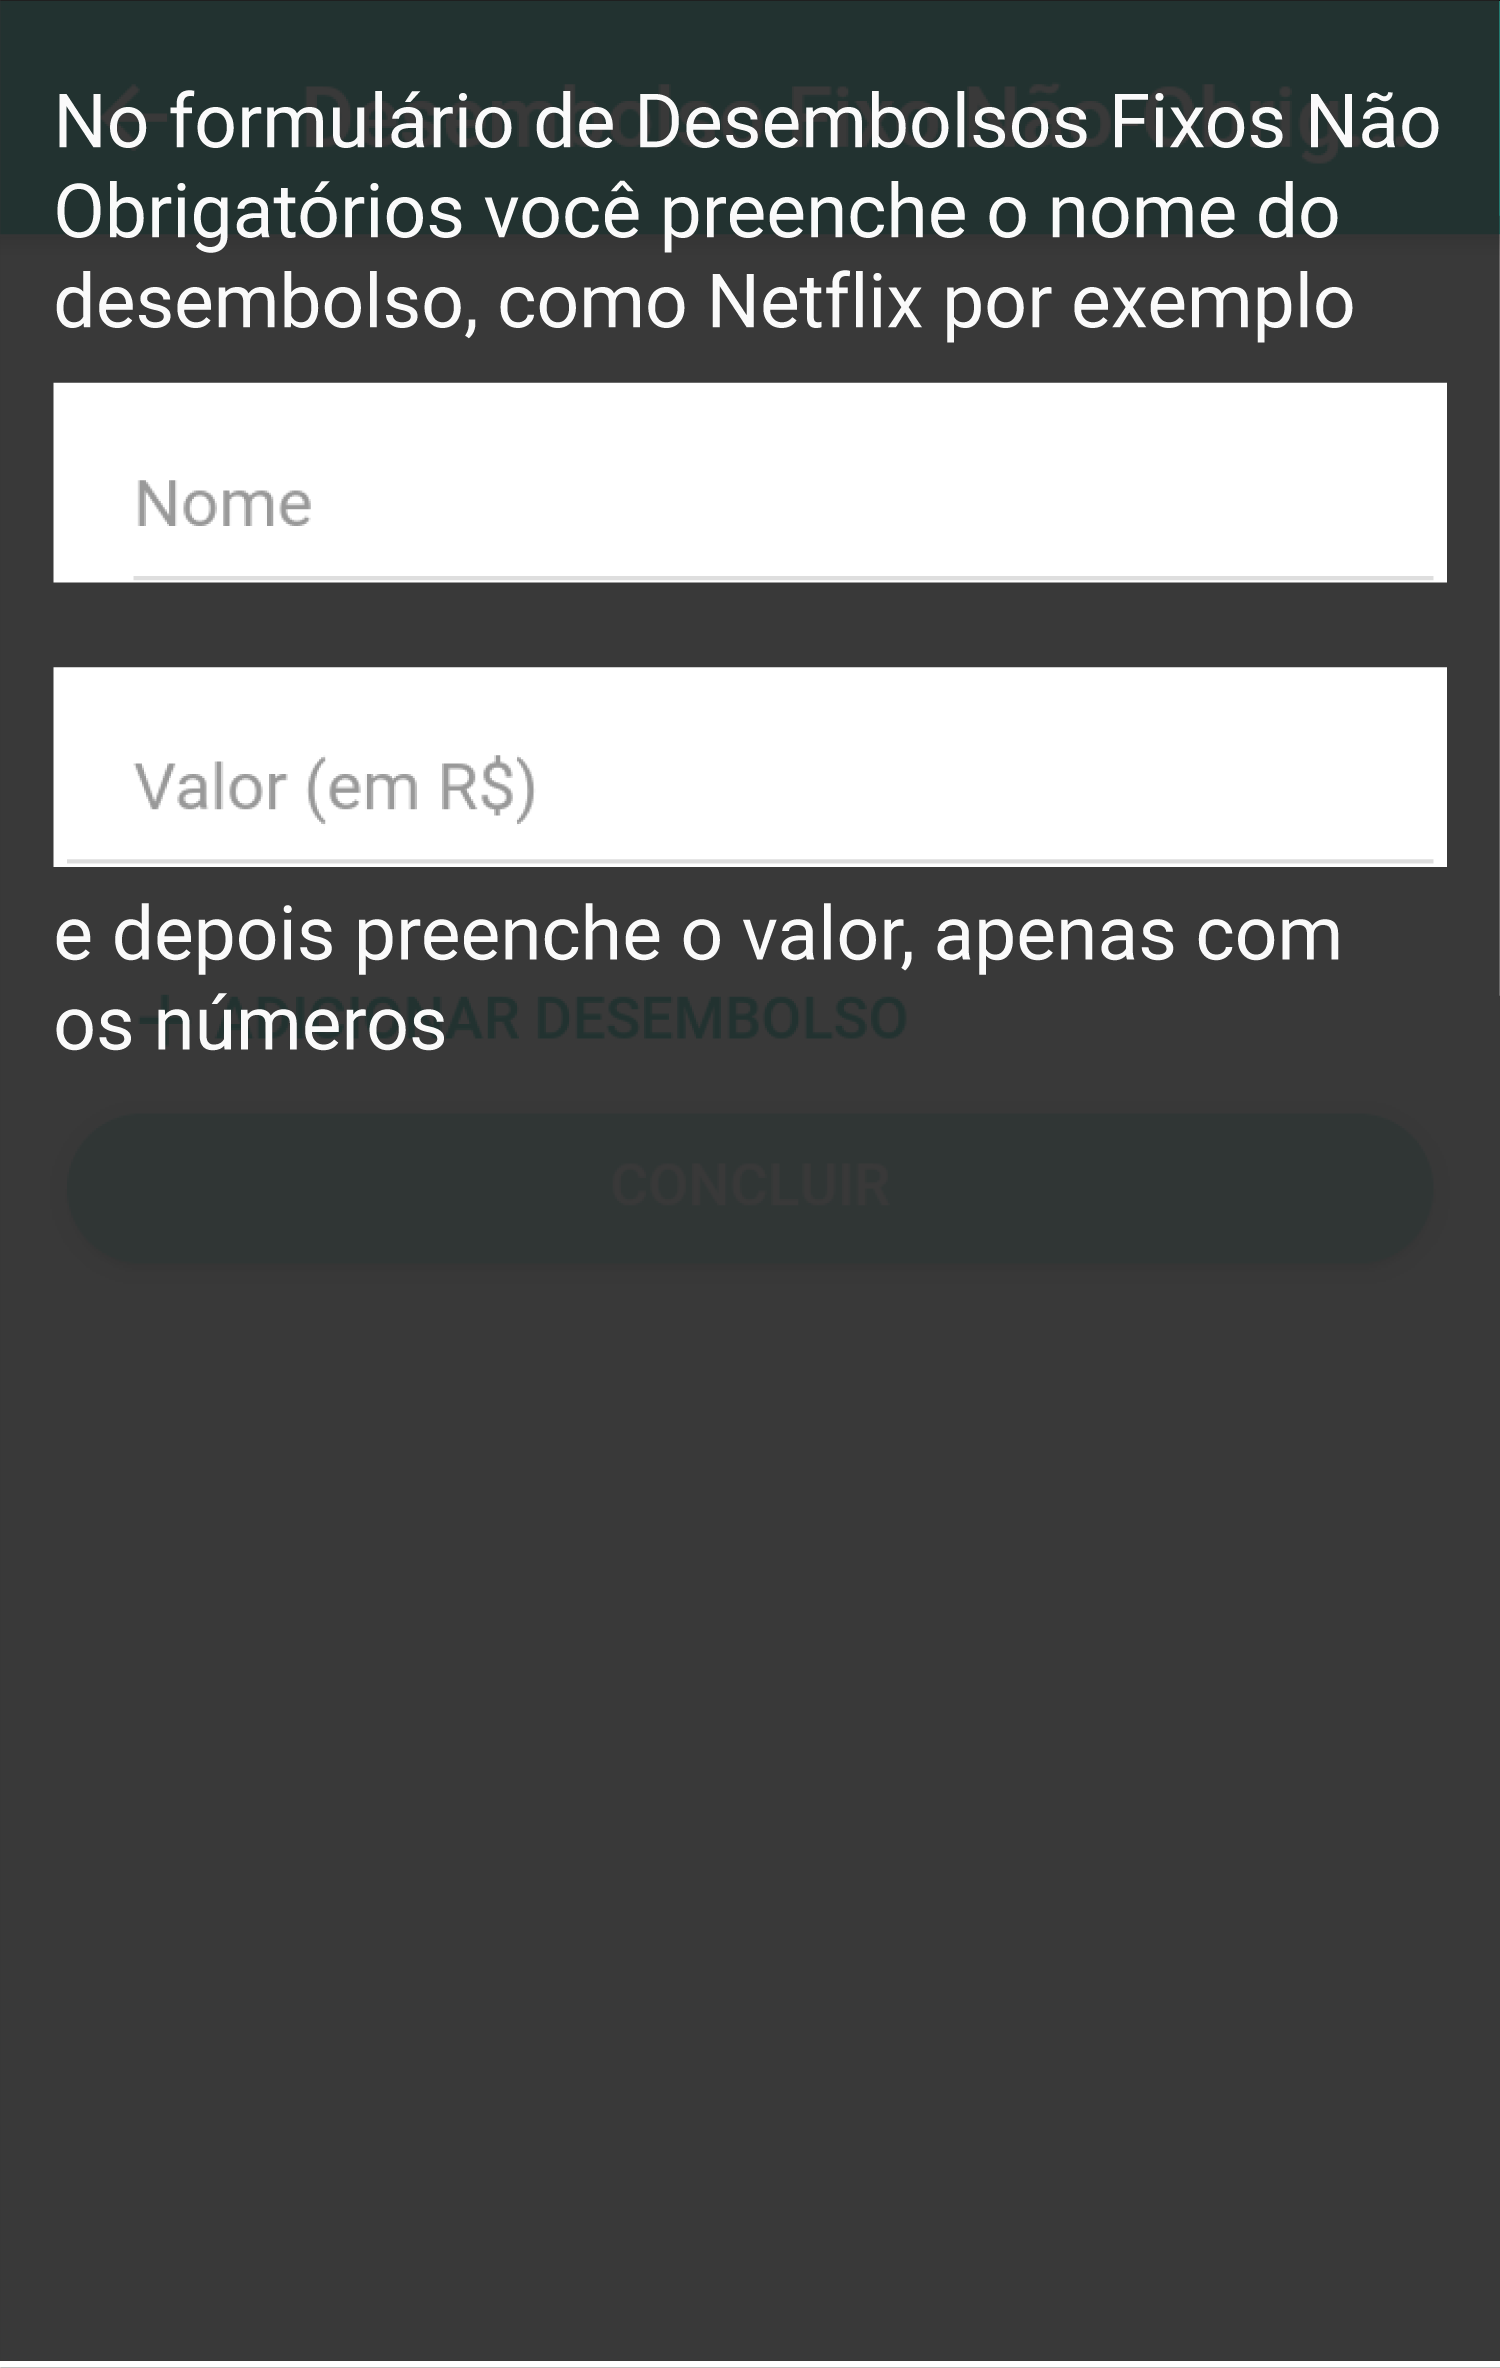 No formulário de Desembolsos Fixos Não
Obrigatórios você preenche o nome do
desembolso, como Netflix por exemplo
Nome
Valor (em R$)
e depois preenche o valor, apenas com
os números
+ ADICIONAR DESEMBOLSO
CONCLUIR